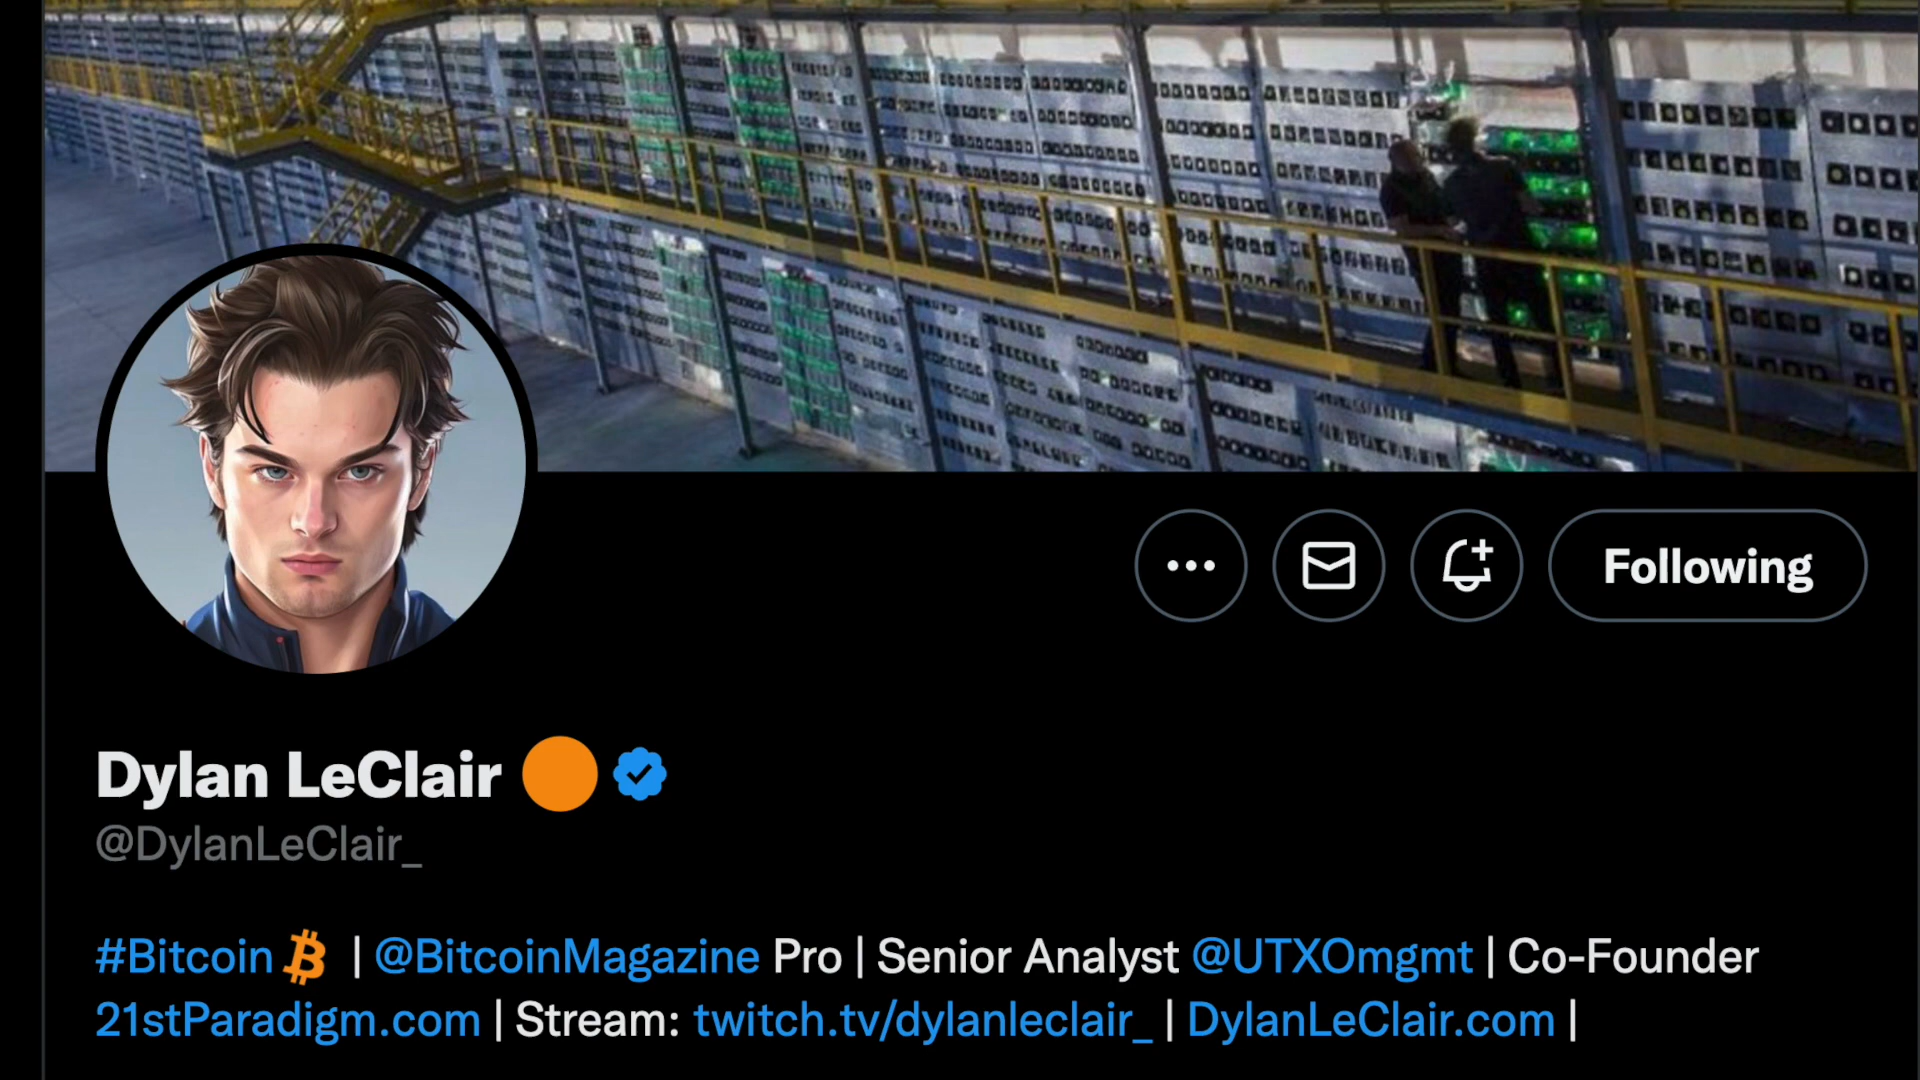 Following
Dylan LeClair
@DylanLeClair_
#Bitcoin | @BitcoinMagazine Pro | Senior Analyst @UTXOmgmt | Co-Founder
21stParadigm.com | Stream: twitch.tv/dylanleclair_ | DylanLeClair.com |